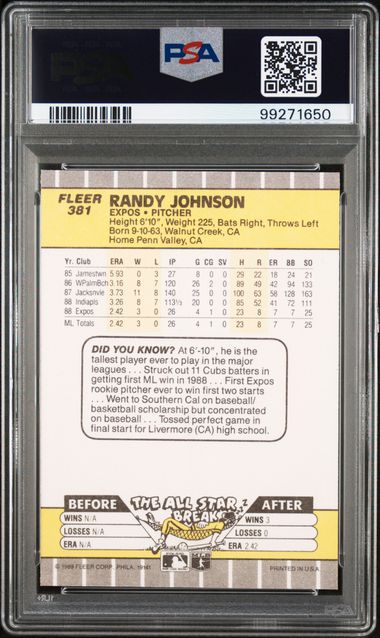 PSA
PSA
99271650
FLEER
381
RANDY JOHNSON
EXPOS • PITCHER
Height 6'10", Weight 225, Bats Right, Throws Left
Born 9-10-63, Walnut Creek, CA
Home Penn Valley, CA
Yr. Club ERA W L IP G CG SV H R ER BB SO
85 Jamestwn 5.93 0 3 27 8 0 0 29 22 18 24 21
86 WPalmBch 3.16 8 7 120 26 2 0 89 49 42 94 133
87 Jacksnvle 3.73 11 8 140 25 0 0 100 63 58 128 163
88 Indiaplis 3.26 8 7 113⅓ 20 0 0 85 52 41 72 111
88 Expos 2.42 3 0 26 4 1 0 23 8 7 7 25
ML Totals 2.42 3 0 26 4 1 0 23 8 7 7 25
DID YOU KNOW? At 6'-10", he is the
tallest player ever to play in the major
leagues . . . Struck out 11 Cubs batters in
getting first ML win in 1988 . . . First Expos
rookie pitcher ever to win first two starts
. . . Went to Southern Cal on baseball/
basketball scholarship but concentrated
on baseball . . . Tossed perfect game in
final start for Livermore (CA) high school.
BEFORE THE ALL STAR BREAK AFTER
WINS N/A WINS 3
LOSSES N/A LOSSES 0
ERA N/A ERA 2.42
© 1989 FLEER CORP., PHILA. 19141 PRINTED IN U.S.A.